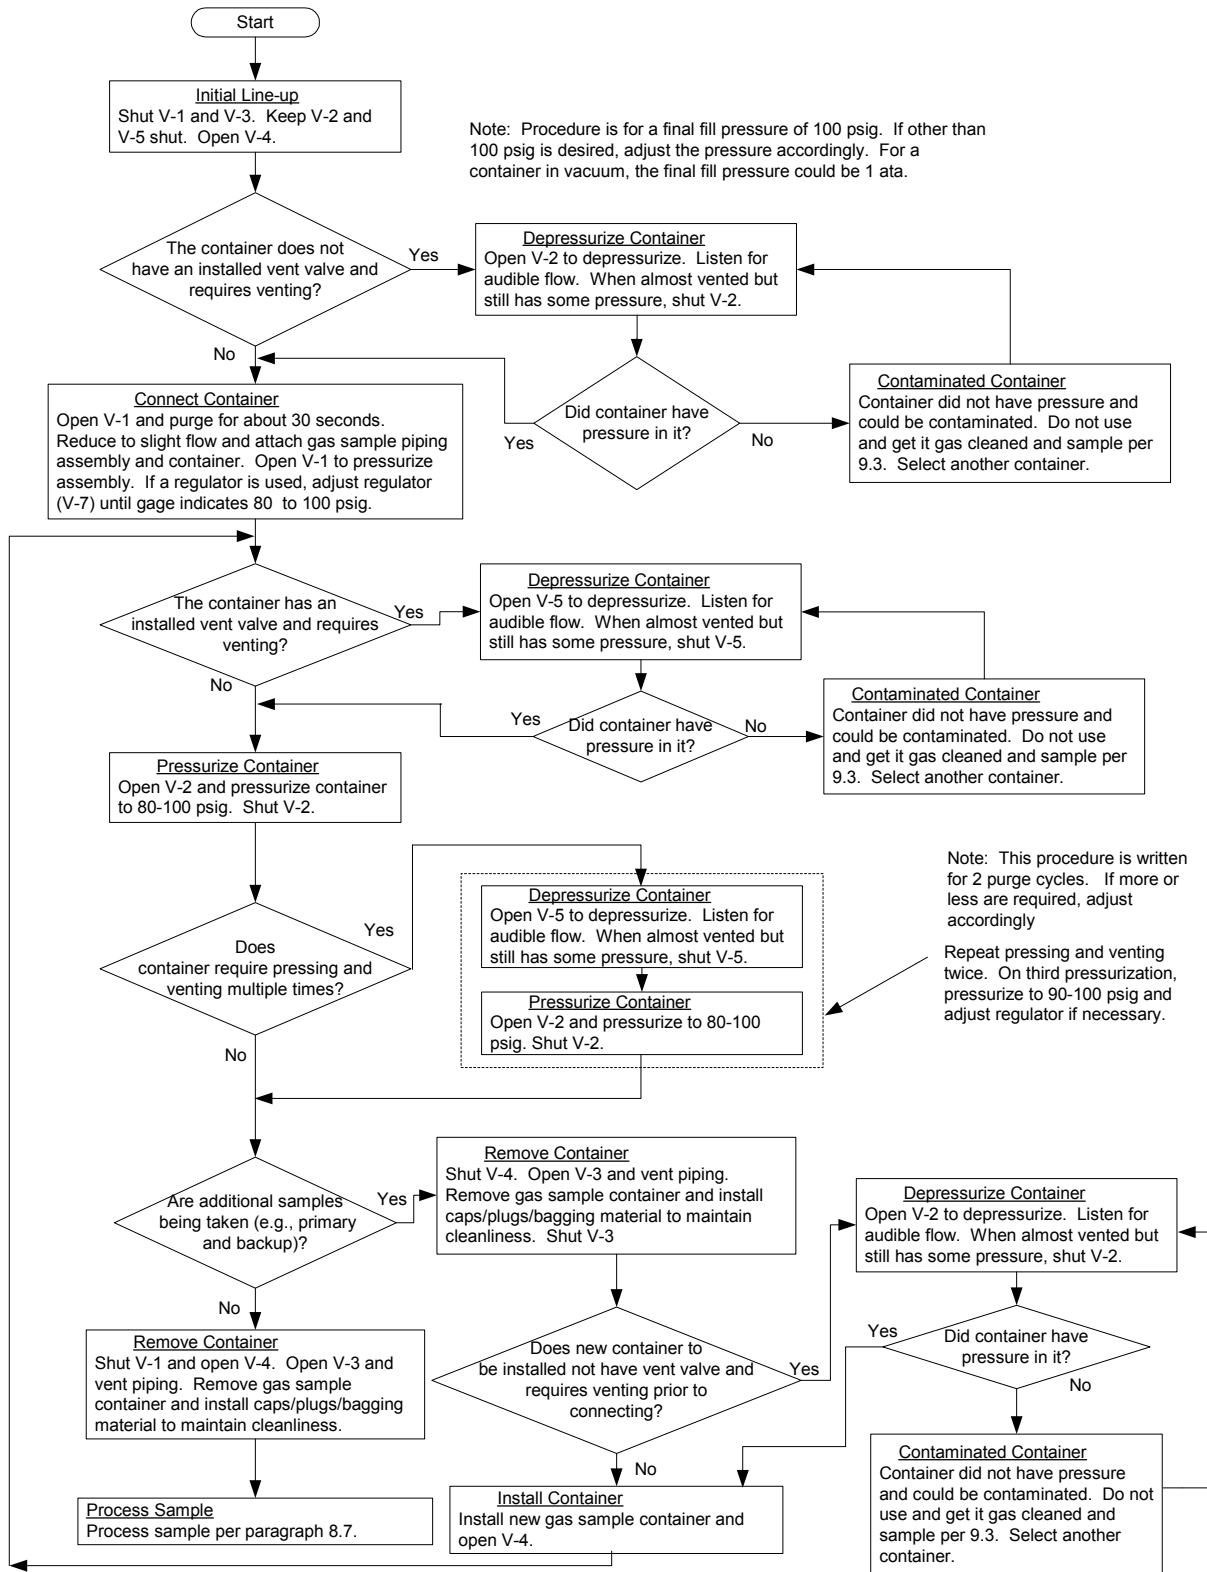 Start
Initial Line-up
Shut V-1 and V-3.  Keep V-2 and
V-5 shut.  Open V-4.
Note:  Procedure is for a final fill pressure of 100 psig.  If other than
100 psig is desired, adjust the pressure accordingly.  For a
container in vacuum, the final fill pressure could be 1 ata.
The container does not
have an installed vent valve and
requires venting?
Yes
No
Depressurize Container
Open V-2 to depressurize.  Listen for
audible flow.  When almost vented but
still has some pressure, shut V-2.
Did container have
pressure in it?
Yes
No
Contaminated Container
Container did not have pressure and
could be contaminated.  Do not use
and get it gas cleaned and sample per
9.3.  Select another container.
Connect Container
Open V-1 and purge for about 30 seconds.
Reduce to slight flow and attach gas sample piping
assembly and container.  Open V-1 to pressurize
assembly.  If a regulator is used, adjust regulator
(V-7) until gage indicates 80  to 100 psig.
The container has an
installed vent valve and requires
venting?
Yes
No
Depressurize Container
Open V-5 to depressurize.  Listen for
audible flow.  When almost vented but
still has some pressure, shut V-5.
Did container have
pressure in it?
Yes
No
Contaminated Container
Container did not have pressure and
could be contaminated.  Do not use
and get it gas cleaned and sample per
9.3.  Select another container.
Pressurize Container
Open V-2 and pressurize container
to 80-100 psig.  Shut V-2.
Does
container require pressing and
venting multiple times?
Yes
No
Depressurize Container
Open V-5 to depressurize.  Listen for
audible flow.  When almost vented but
still has some pressure, shut V-5.
Pressurize Container
Open V-2 and pressurize to 80-100
psig. Shut V-2.
Note:  This procedure is written
for 2 purge cycles.  If more or
less are required, adjust
accordingly
Repeat pressing and venting
twice.  On third pressurization,
pressurize to 90-100 psig and
adjust regulator if necessary.
Are additional samples
being taken (e.g., primary
and backup)?
Yes
No
Remove Container
Shut V-4.  Open V-3 and vent piping.
Remove gas sample container and install
caps/plugs/bagging material to maintain
cleanliness.  Shut V-3
Remove Container
Shut V-1 and open V-4.  Open V-3 and
vent piping.  Remove gas sample
container and install caps/plugs/bagging
material to maintain cleanliness.
Process Sample
Process sample per paragraph 8.7.
Does new container to
be installed not have vent valve and
requires venting prior to
connecting?
Yes
No
Install Container
Install new gas sample container and
open V-4.
Depressurize Container
Open V-2 to depressurize.  Listen for
audible flow.  When almost vented but
still has some pressure, shut V-2.
Did container have
pressure in it?
Yes
No
Contaminated Container
Container did not have pressure
and could be contaminated.  Do not
use and get it gas cleaned and
sample per 9.3.  Select another
container.